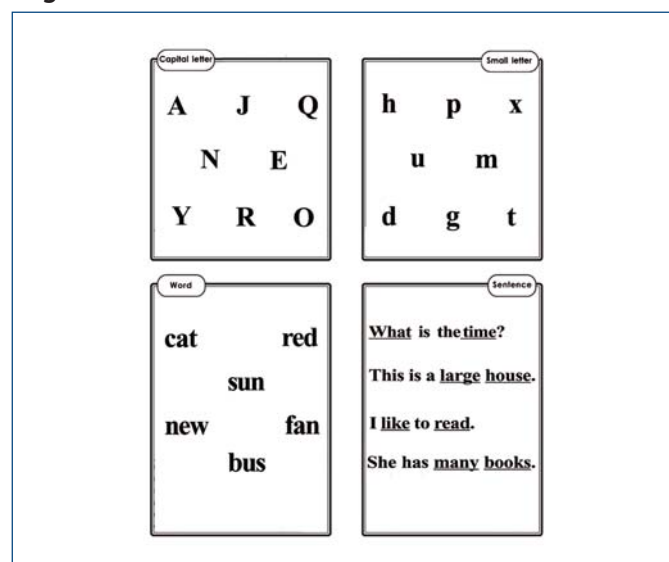 Capital letter
A J Q
N E
Y R O
Small letter
h p x
u m
d g t
Word
cat red
sun
new fan
bus
Sentence
What is the time?
This is a large house.
I like to read.
She has many books.